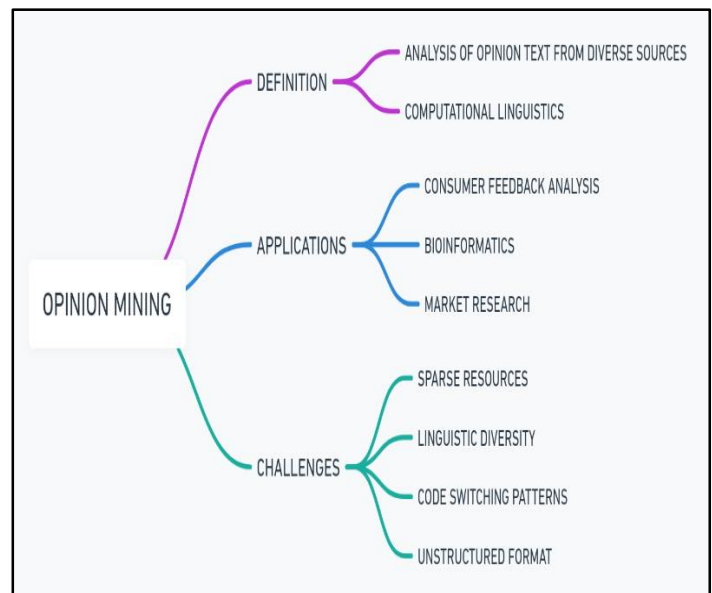 OPINION MINING
DEFINITION
ANALYSIS OF OPINION TEXT FROM DIVERSE SOURCES
COMPUTATIONAL LINGUISTICS
APPLICATIONS
CONSUMER FEEDBACK ANALYSIS
BIOINFORMATICS
MARKET RESEARCH
CHALLENGES
SPARSE RESOURCES
LINGUISTIC DIVERSITY
CODE SWITCHING PATTERNS
UNSTRUCTURED FORMAT